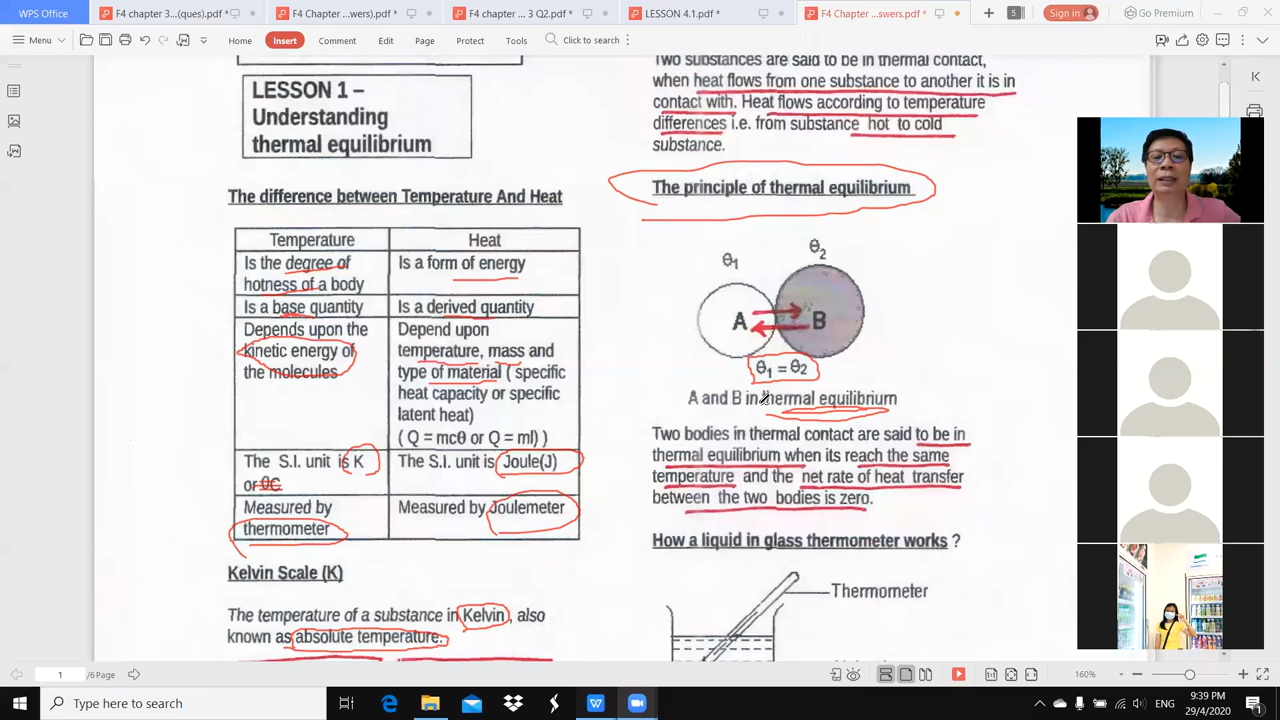 WPS Office
F4 chapter 3...(ques).pdf *
F4 Chapter ...wers).pdf *
F4 chapter ... 3 Q2.pdf *
LESSON 4.1.pdf *
F4 Chapter ...swers.pdf
5
Sign in
Go Premium
Menu
Home
Insert
Comment
Edit
Page
Protect
Tools
Click to search
LESSON 1 –
Understanding
thermal equilibrium
The difference between Temperature And Heat
Temperature Heat
Is the degree of
hotness of a body
Is a form of energy
Is a base quantity
Is a derived quantity
Depends upon the
kinetic energy of
the molecules
Depend upon
temperature, mass and
type of material ( specific
heat capacity or specific
latent heat)
( Q = mcθ or Q = ml) )
The S.I. unit is K
or θC
The S.I. unit is Joule(J)
Measured by
thermometer
Measured by Joulemeter
Kelvin Scale (K)
The temperature of a substance in Kelvin, also
known as absolute temperature.
Two substances are said to be in thermal contact,
when heat flows from one substance to another it is in
contact with. Heat flows according to temperature
differences i.e. from substance hot to cold
substance.
The principle of thermal equilibrium
θ1
θ2
A
B
θ1 = θ2
A and B in thermal equilibrium
Two bodies in thermal contact are said to be in
thermal equilibrium when its reach the same
temperature and the net rate of heat transfer
between the two bodies is zero.
How a liquid in glass thermometer works ?
Thermometer
1
/6 Page
160%
Type here to search
ENG
9:39 PM
29/4/2020